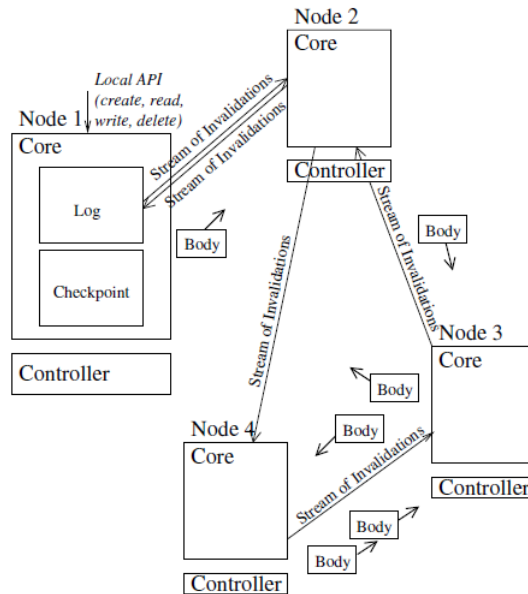 Node 2
Core
Controller
Local API
(create, read,
write, delete)
Node 1
Core
Log
Checkpoint
Controller
Stream of Invalidations
Stream of Invalidations
Body
Body
Stream of Invalidations
Stream of Invalidations
Node 3
Core
Controller
Body
Body
Node 4
Core
Controller
Stream of Invalidations
Body
Body